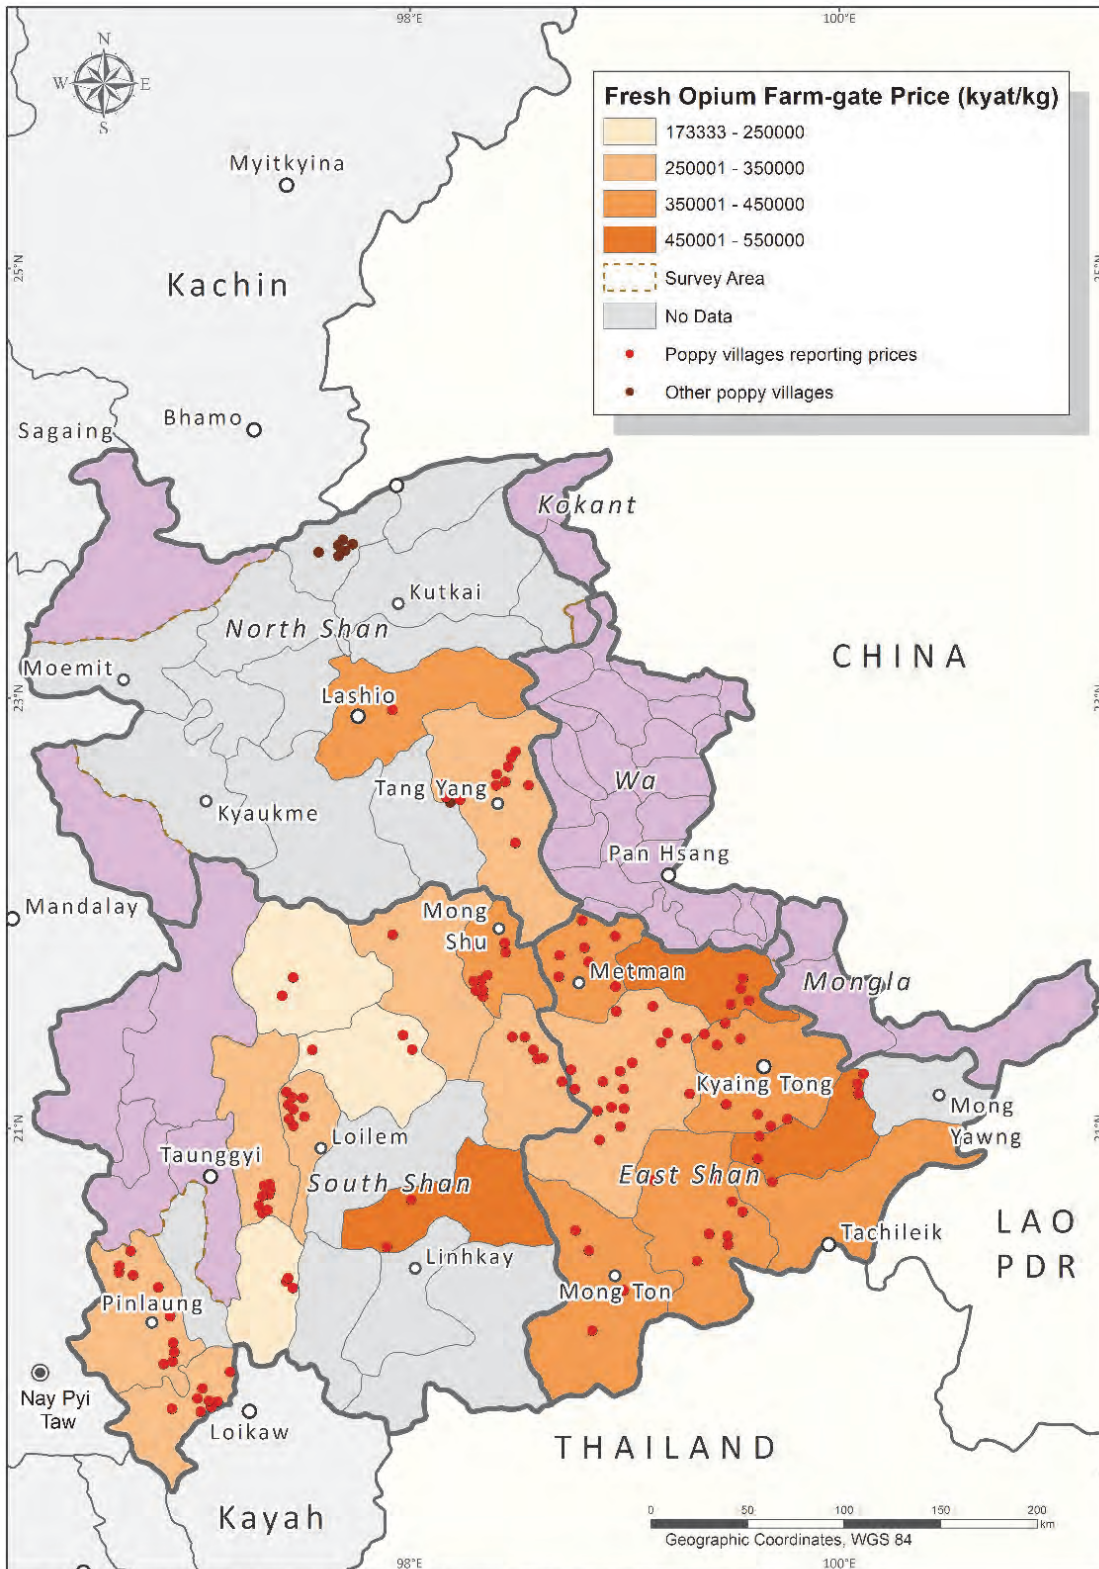 98°E
100°E
N
W
E
S
Fresh Opium Farm-gate Price (kyat/kg)
173333 - 250000
250001 - 350000
350001 - 450000
450001 - 550000
Survey Area
No Data
Poppy villages reporting prices
Other poppy villages
Myitkyina
25°N
25°N
Kachin
Bhamo
Sagaing
Kokant
Kutkai
North Shan
CHINA
Moemit
Lashio
23°N
23°N
Wa
Tang Yang
Kyaukme
Pan Hsang
Mandalay
Mong
Shu
Metman
Mongla
Kyaing Tong
Mong
Yawng
21°N
21°N
Loilem
Taunggyi
South Shan
East Shan
LAO
PDR
Tachileik
Linhkay
Mong Ton
Pinlaung
Nay Pyi
Taw
Loikaw
THAILAND
Kayah
0 50 100 150 200
km
Geographic Coordinates, WGS 84
98°E
100°E